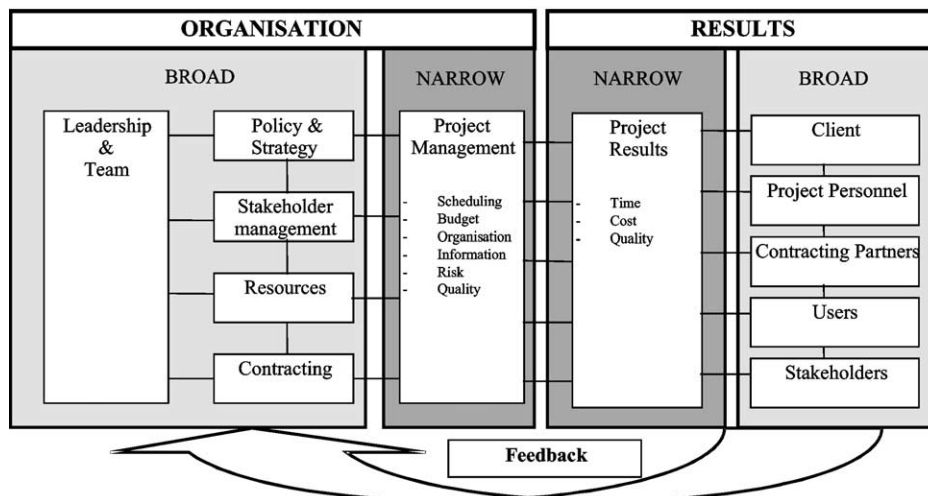 ORGANISATION
RESULTS
BROAD
NARROW
NARROW
BROAD
Leadership
&
Team
Policy &
Strategy
Stakeholder
management
Resources
Contracting
Project
Management
- Scheduling
- Budget
- Organisation
- Information
- Risk
- Quality
Project
Results
- Time
- Cost
- Quality
Client
Project Personnel
Contracting Partners
Users
Stakeholders
Feedback